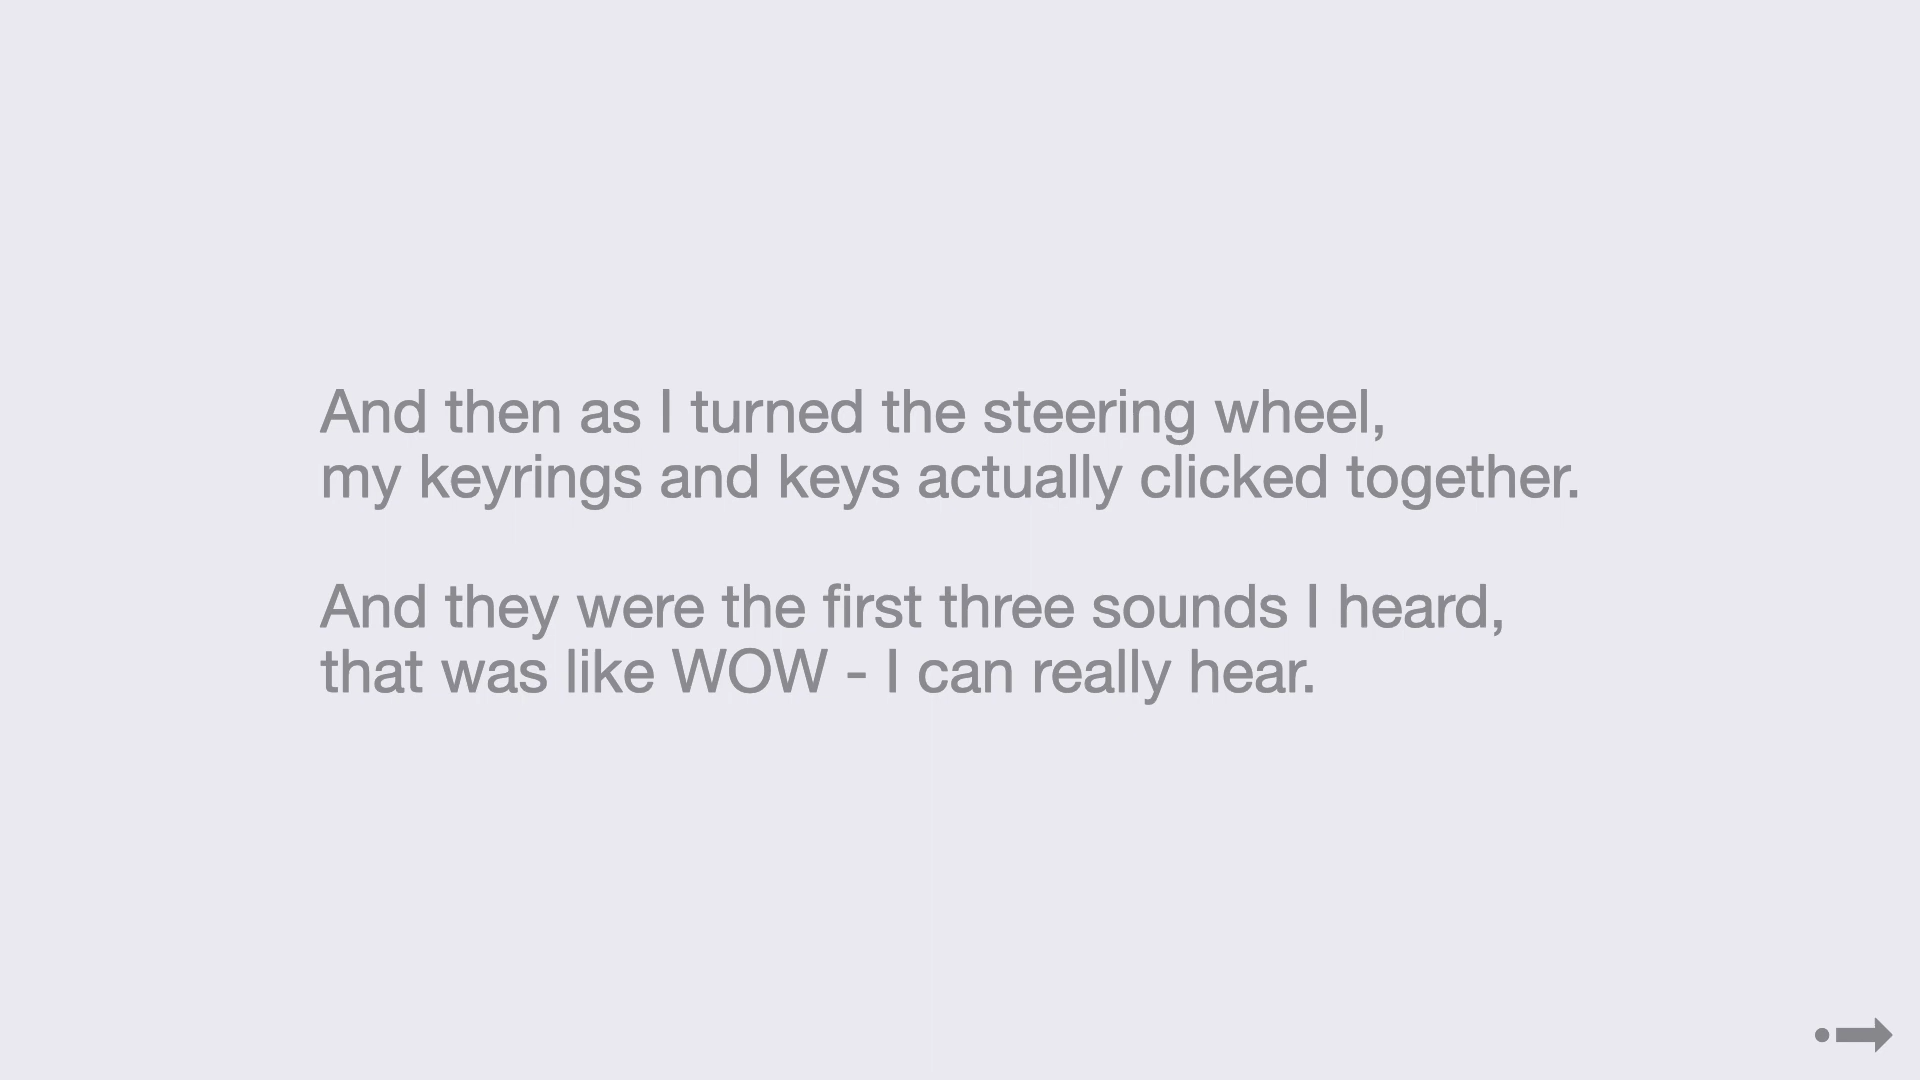 And then as I turned the steering wheel,
my keyrings and keys actually clicked together.
And they were the first three sounds I heard,
that was like WOW - I can really hear.